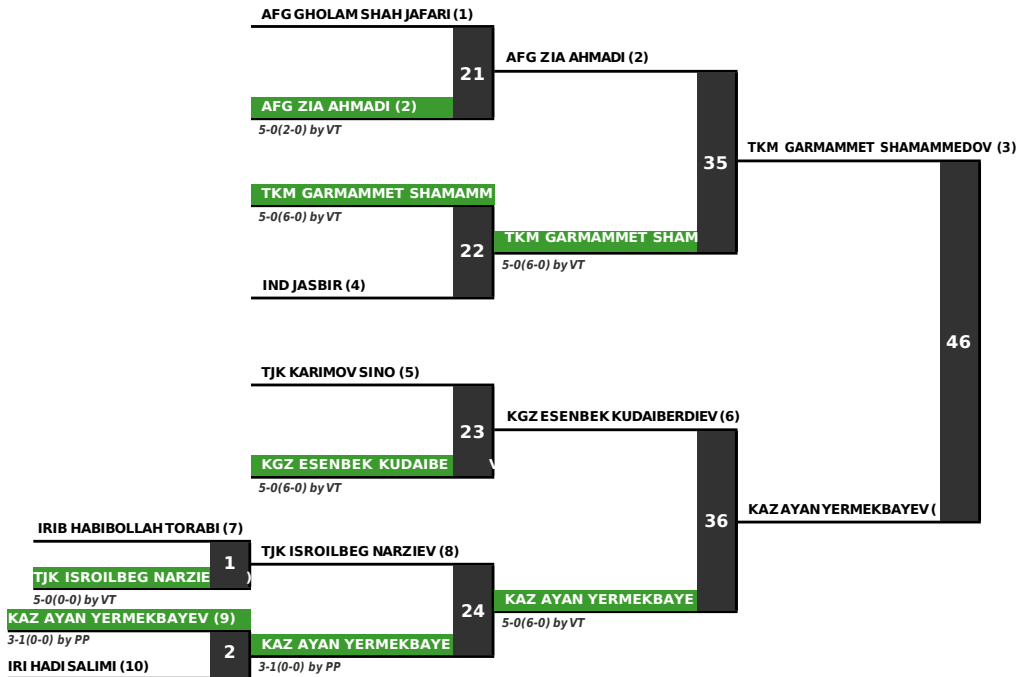 AFG GHOLAM SHAH JAFARI (1)
21
AFG ZIA AHMADI (2)
5-0(2-0) by VT
AFG ZIA AHMADI (2)
TKM GARMAMMET SHAMAMM
5-0(6-0) by VT
22
IND JASBIR (4)
35
TKM GARMAMMET SHAM
5-0(6-0) by VT
TKM GARMAMMET SHAMAMMEDOV (3)
TJK KARIMOV SINO (5)
23
KGZ ESENBEK KUDAIBE V
5-0(6-0) by VT
KGZ ESENBEK KUDAIBERDIEV (6)
46
IRIB HABIBOLLAH TORABI (7)
1
TJK ISROILBEG NARZIE )
5-0(0-0) by VT
TJK ISROILBEG NARZIEV (8)
KAZ AYAN YERMEKBAYEV (9)
3-1(0-0) by PP
2
IRI HADI SALIMI (10)
24
KAZ AYAN YERMEKBAYE
3-1(0-0) by PP
36
KAZ AYAN YERMEKBAYE
5-0(6-0) by VT
KAZ AYAN YERMEKBAYEV (